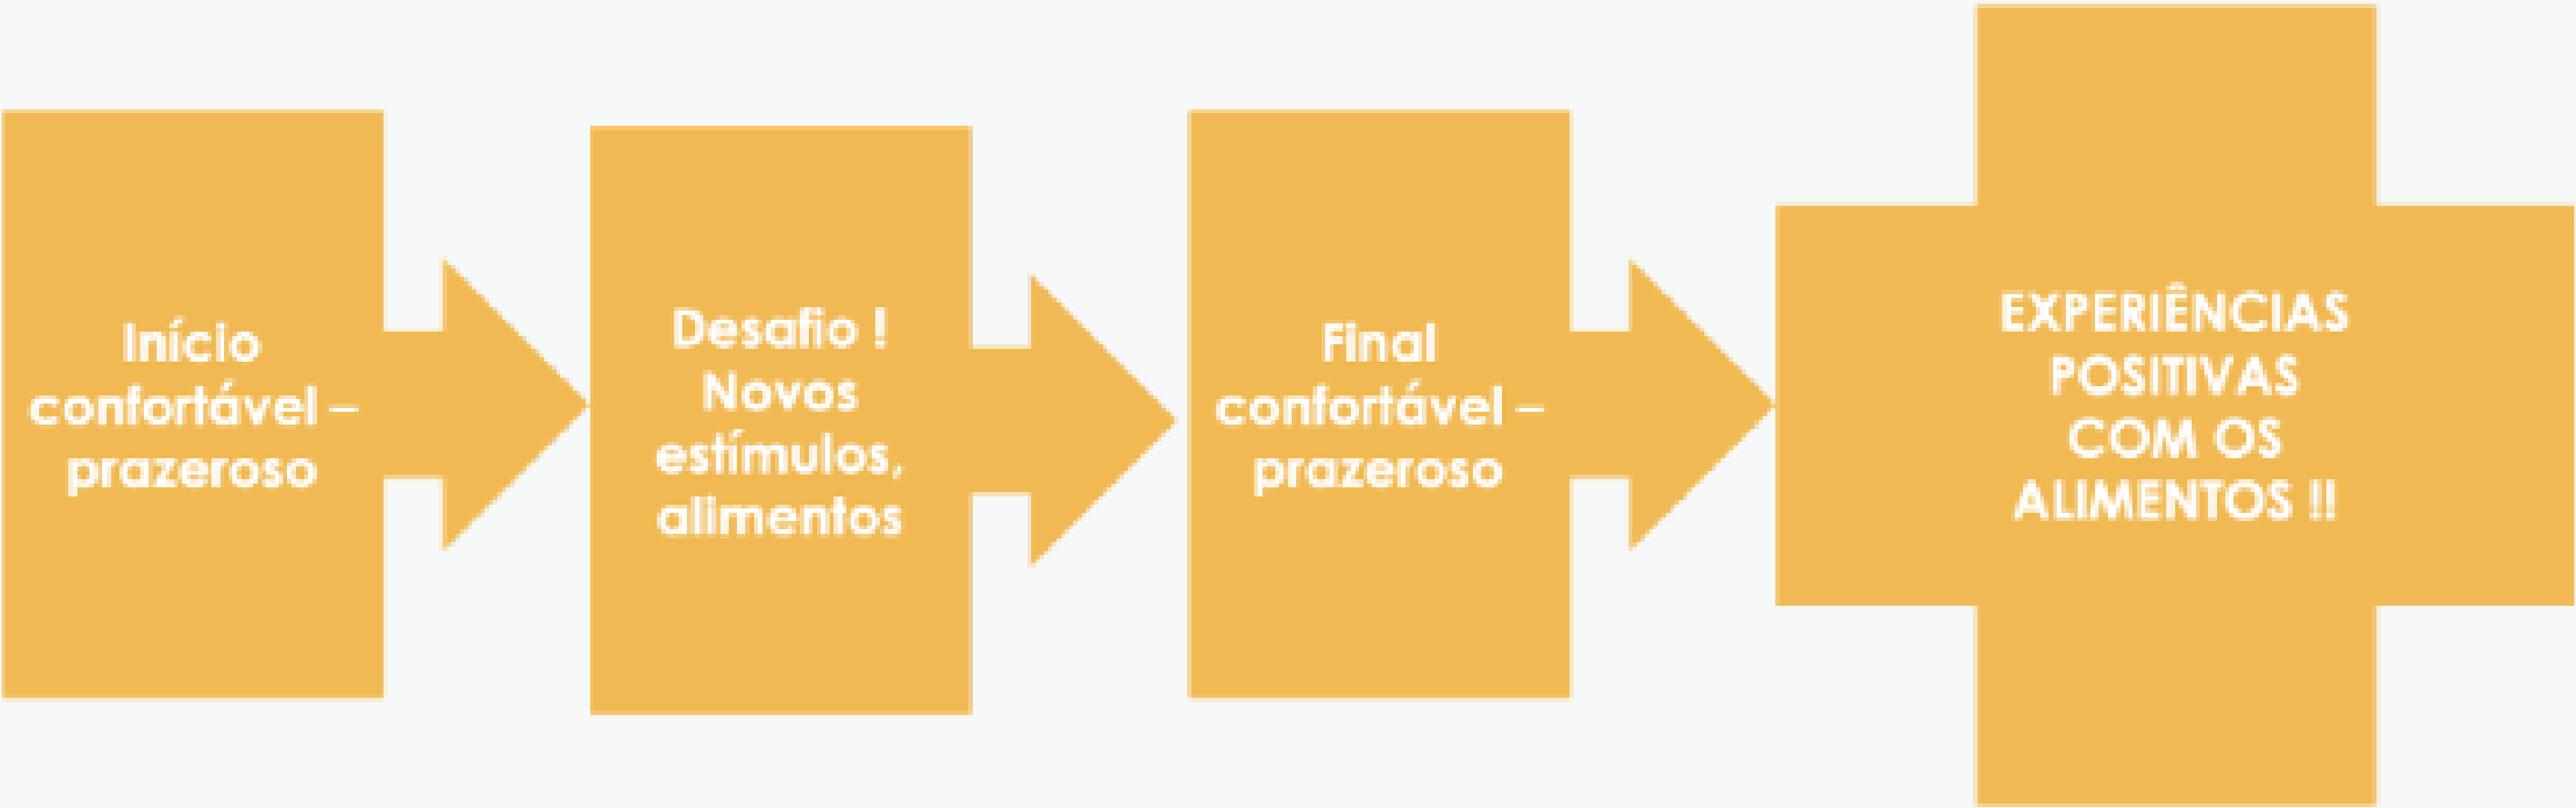 Início
confortável –
prazeroso
Desafio !
Novos
estímulos,
alimentos
Final
confortável –
prazeroso
EXPERIÊNCIAS
POSITIVAS
COM OS
ALIMENTOS !!